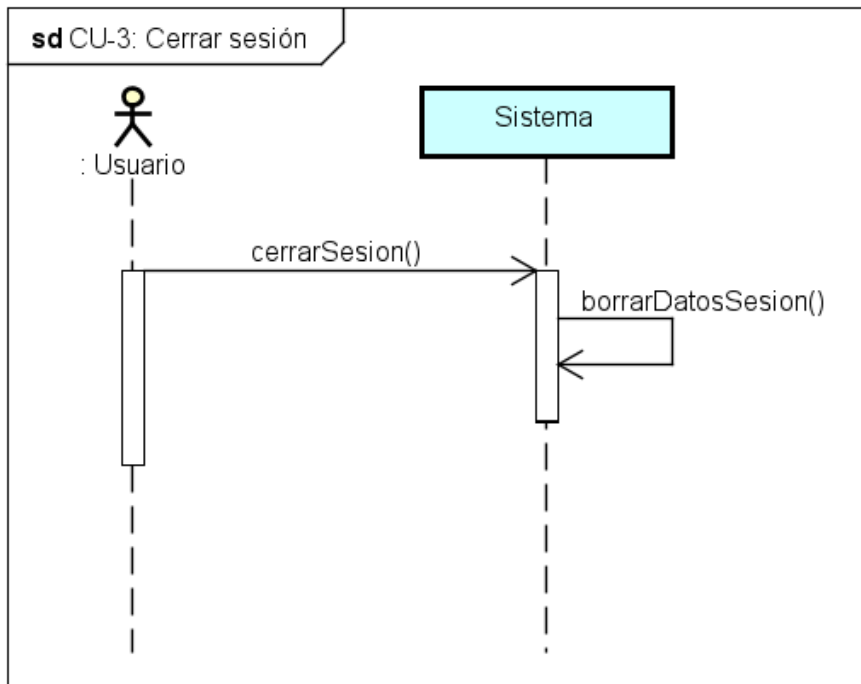 sd CU-3: Cerrar sesión
Sistema
: Usuario
cerrarSesion()
borrarDatosSesion()